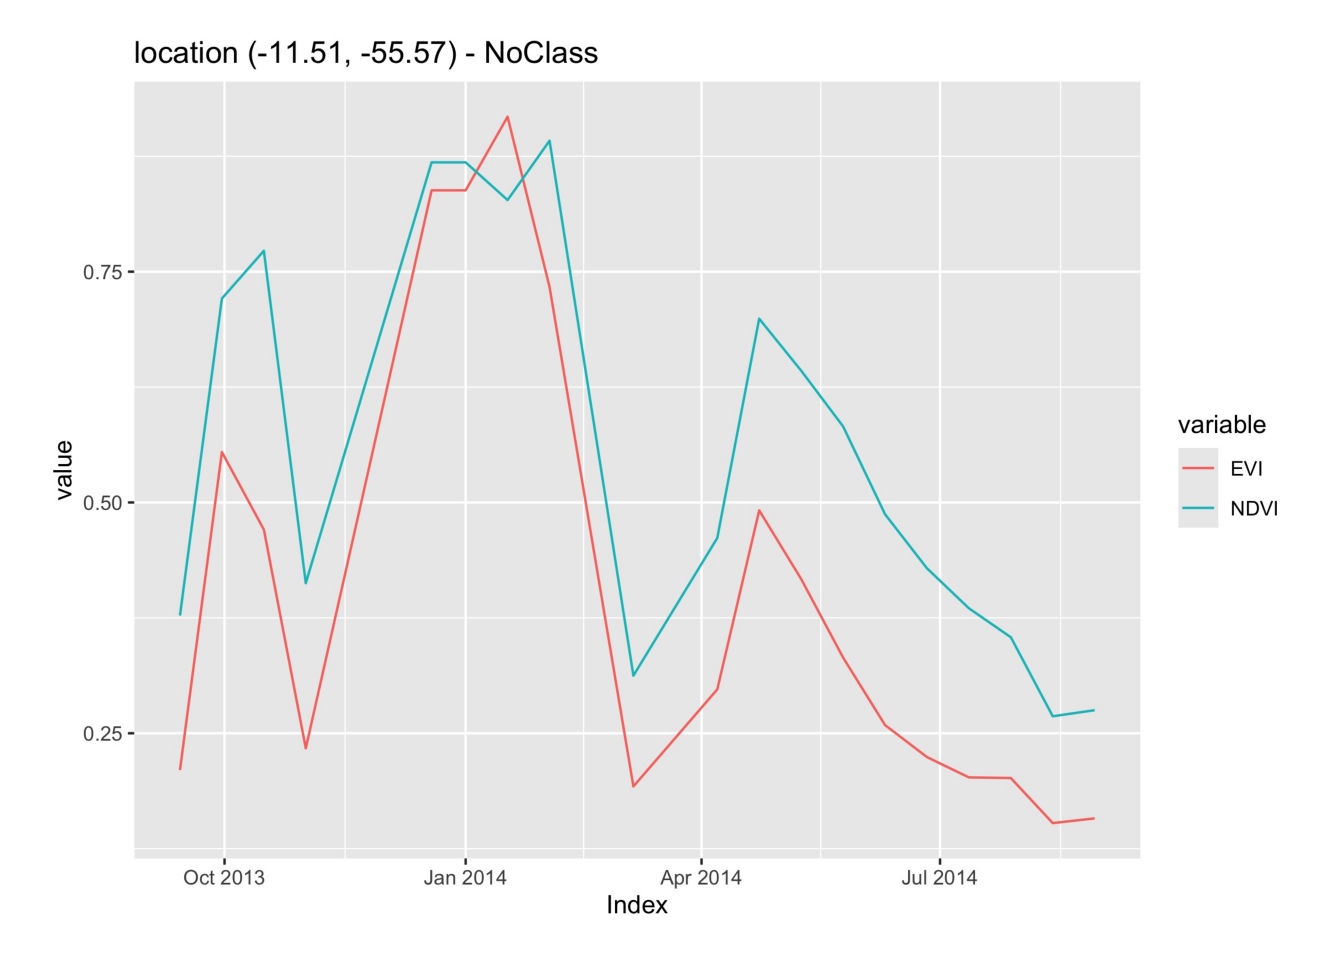 location (-11.51, -55.57) - NoClass
0.75
0.50
0.25
value
Oct 2013
Jan 2014
Apr 2014
Jul 2014
Index
variable
EVI
NDVI